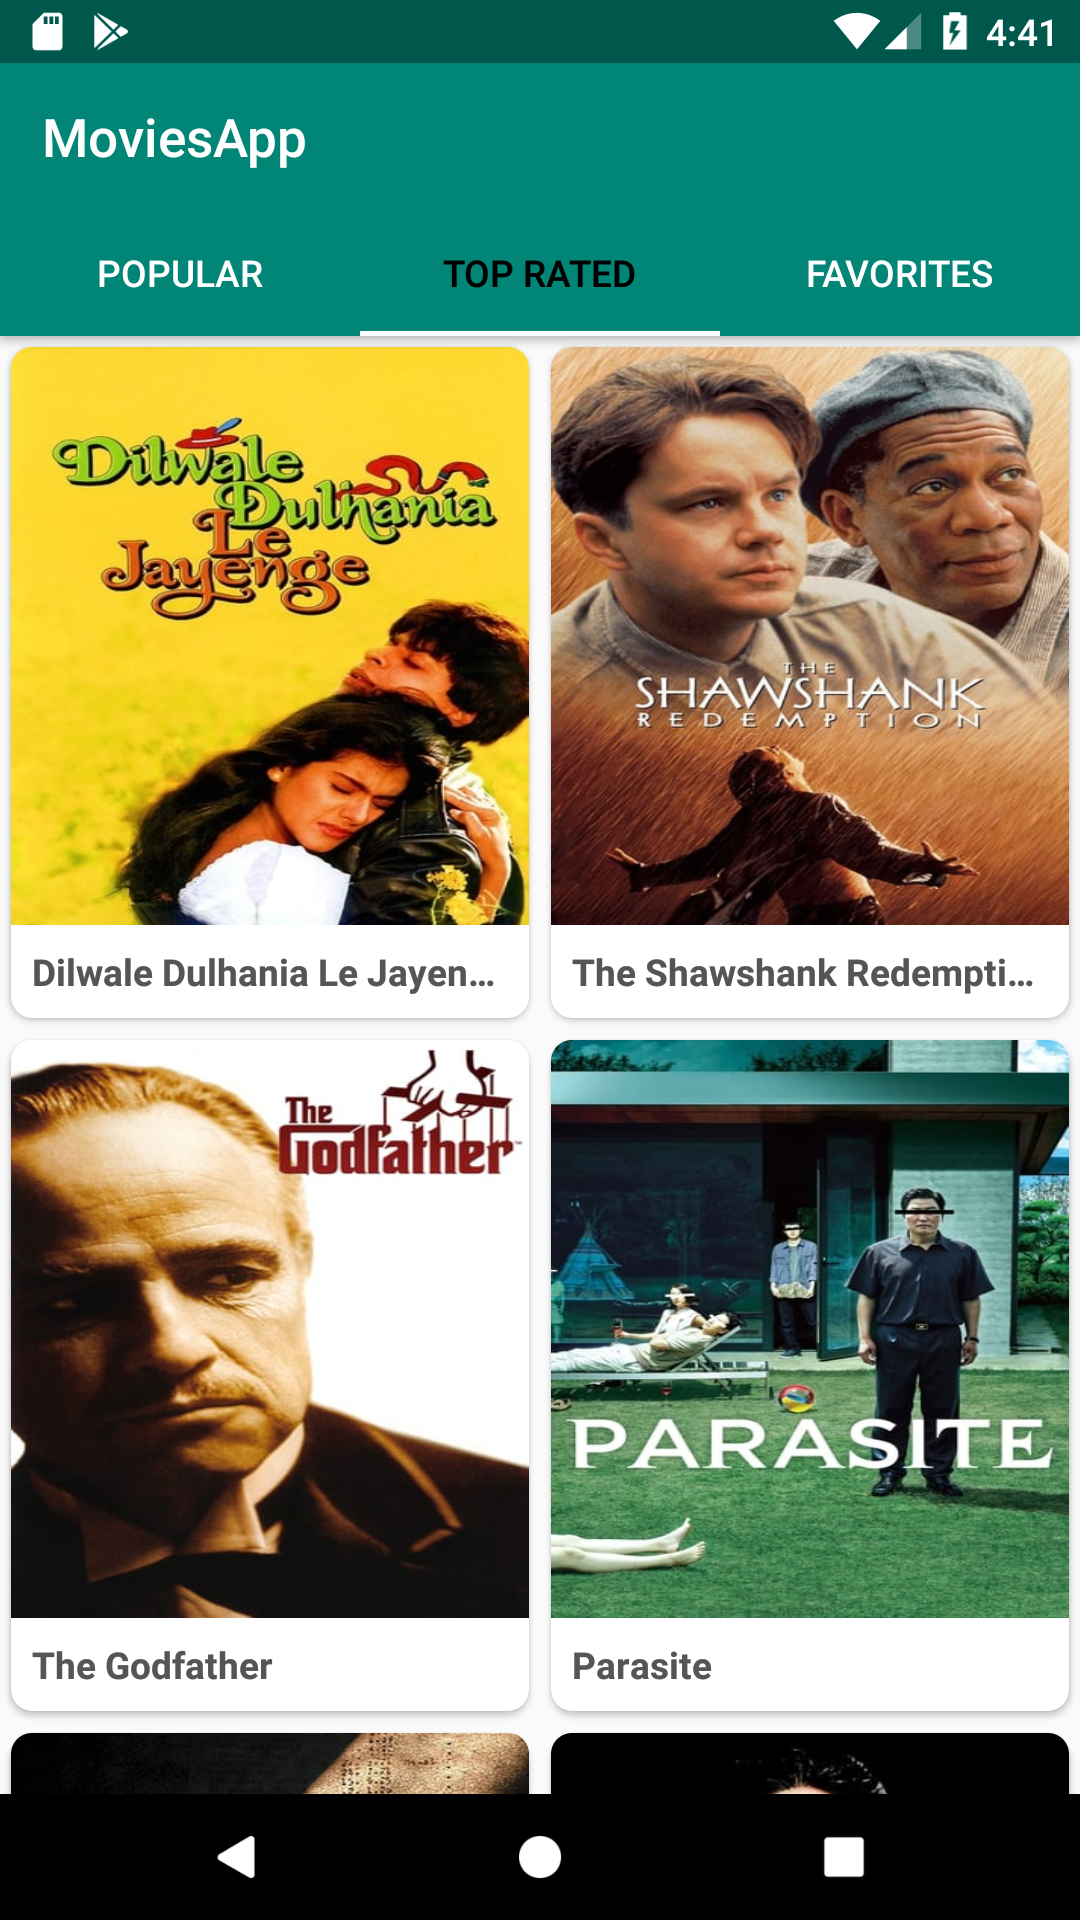 4:41
MoviesApp
POPULAR
TOP RATED
FAVORITES
Dilwale
Dulhania
Le
Jayenge
THE
SHAWSHANK
REDEMPTION
Dilwale Dulhania Le Jayen...
The Shawshank Redempti...
The
Godfather
PARASITE
The Godfather
Parasite